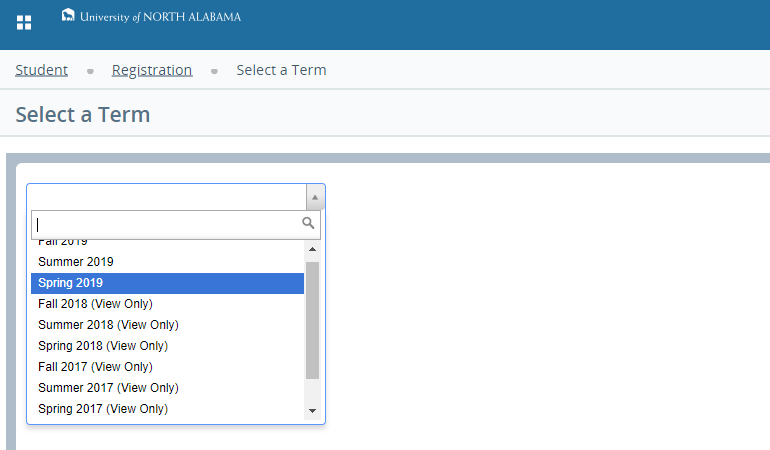 University of NORTH ALABAMA
Student Registration Select a Term
Select a Term
Fall 2019
Summer 2019
Spring 2019
Fall 2018 (View Only)
Summer 2018 (View Only)
Spring 2018 (View Only)
Fall 2017 (View Only)
Summer 2017 (View Only)
Spring 2017 (View Only)